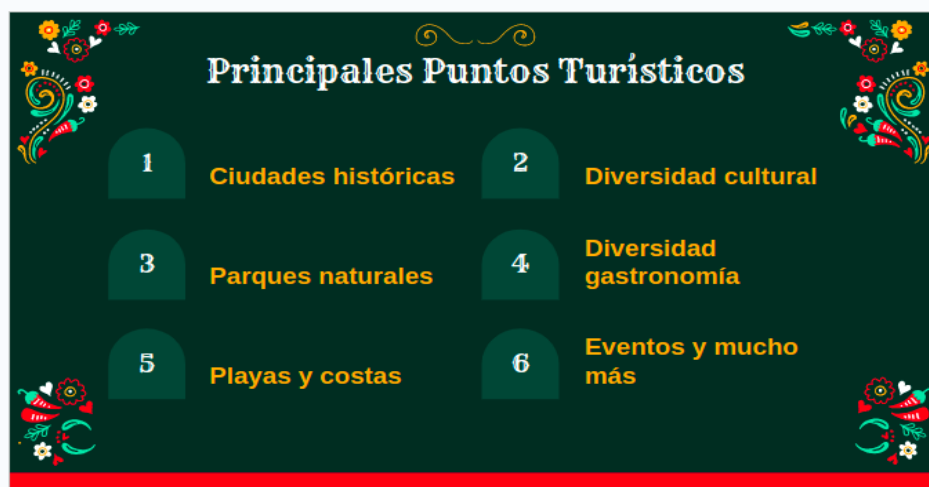 Principales Puntos Turísticos
1
Ciudades históricas
2
Diversidad cultural
3
Parques naturales
4
Diversidad
gastronomía
5
Playas y costas
6
Eventos y mucho
más